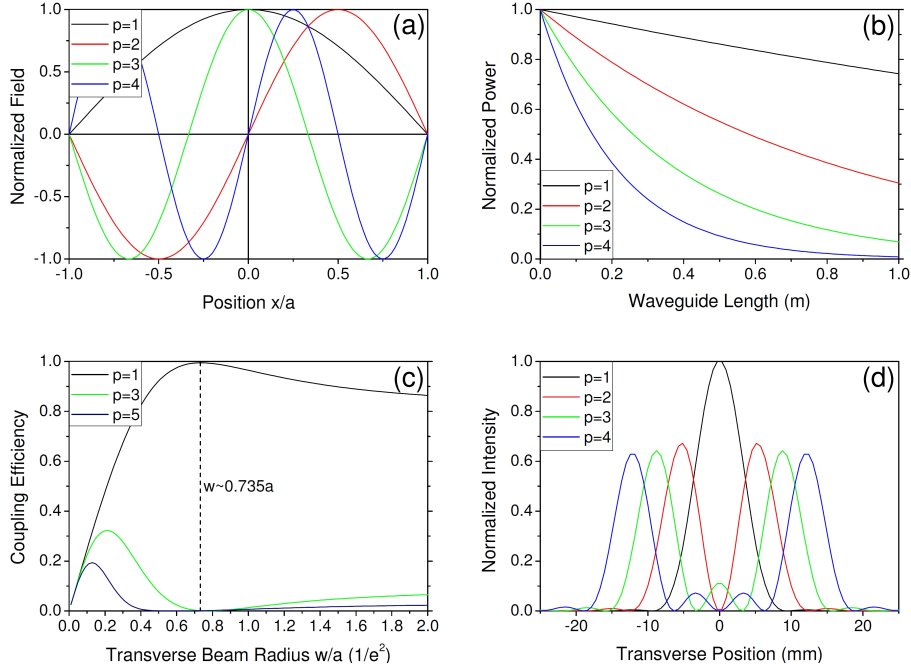 (a)
p=1
p=2
p=3
p=4
1.0
0.5
0.0
-0.5
-1.0
-1.0 -0.5 0.0 0.5 1.0
Normalized Field
Position x/a
(b)
1.0
0.8
0.6
0.4
0.2
0.0
p=1
p=2
p=3
p=4
0.0 0.2 0.4 0.6 0.8 1.0
Normalized Power
Waveguide Length (m)
(c)
p=1
p=3
p=5
1.0
0.8
0.6
0.4
0.2
0.0
w~0.735a
0.0 0.2 0.4 0.6 0.8 1.0 1.2 1.4 1.6 1.8 2.0
Coupling Efficiency
Transverse Beam Radius w/a (1/e²)
(d)
p=1
p=2
p=3
p=4
1.0
0.8
0.6
0.4
0.2
0.0
-20 -10 0 10 20
Normalized Intensity
Transverse Position (mm)